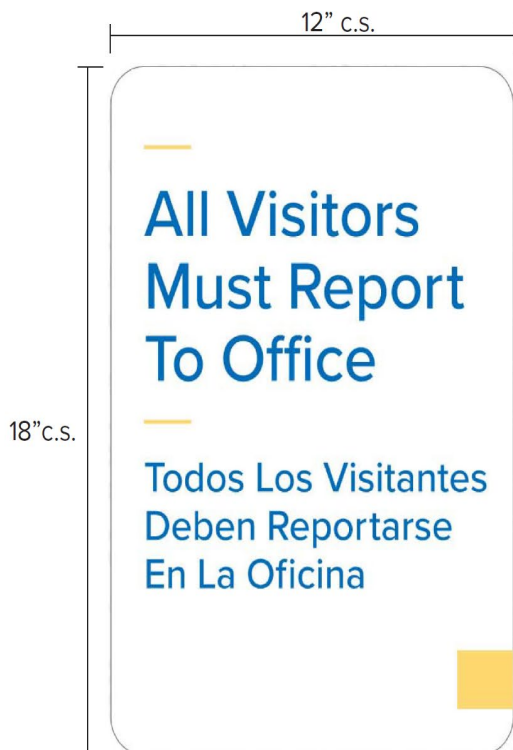 12” c.s.
All Visitors
Must Report
To Office
18”c.s.
Todos Los Visitantes
Deben Reportarse
En La Oficina